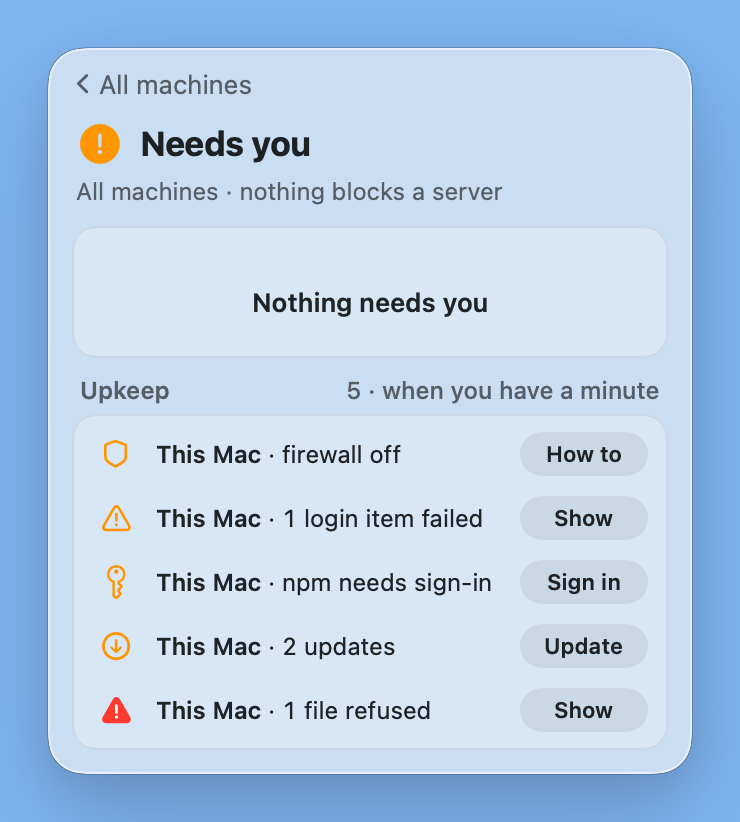 All machines
Needs you
All machines · nothing blocks a server
Nothing needs you
Upkeep 5 · when you have a minute
This Mac · firewall off How to
This Mac · 1 login item failed Show
This Mac · npm needs sign-in Sign in
This Mac · 2 updates Update
This Mac · 1 file refused Show